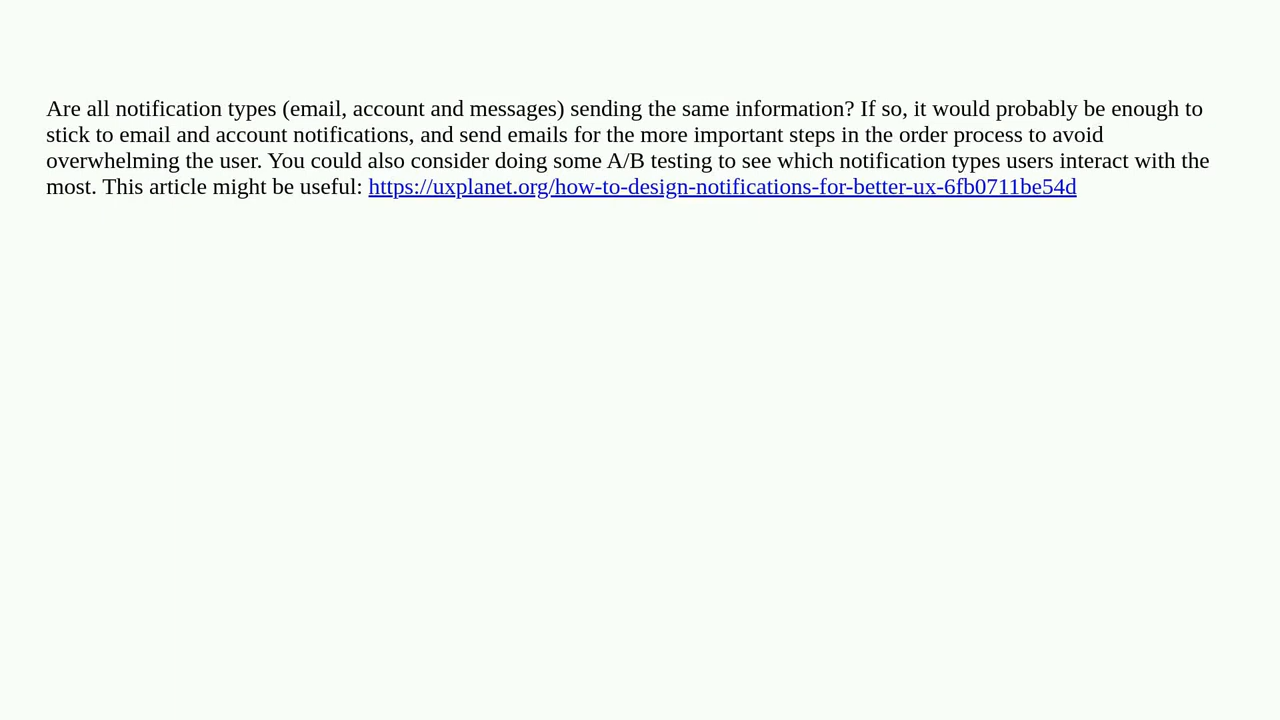 Are all notification types (email, account and messages) sending the same information? If so, it would probably be enough to
stick to email and account notifications, and send emails for the more important steps in the order process to avoid
overwhelming the user. You could also consider doing some A/B testing to see which notification types users interact with the
most. This article might be useful: https://uxplanet.org/how-to-design-notifications-for-better-ux-6fb0711be54d